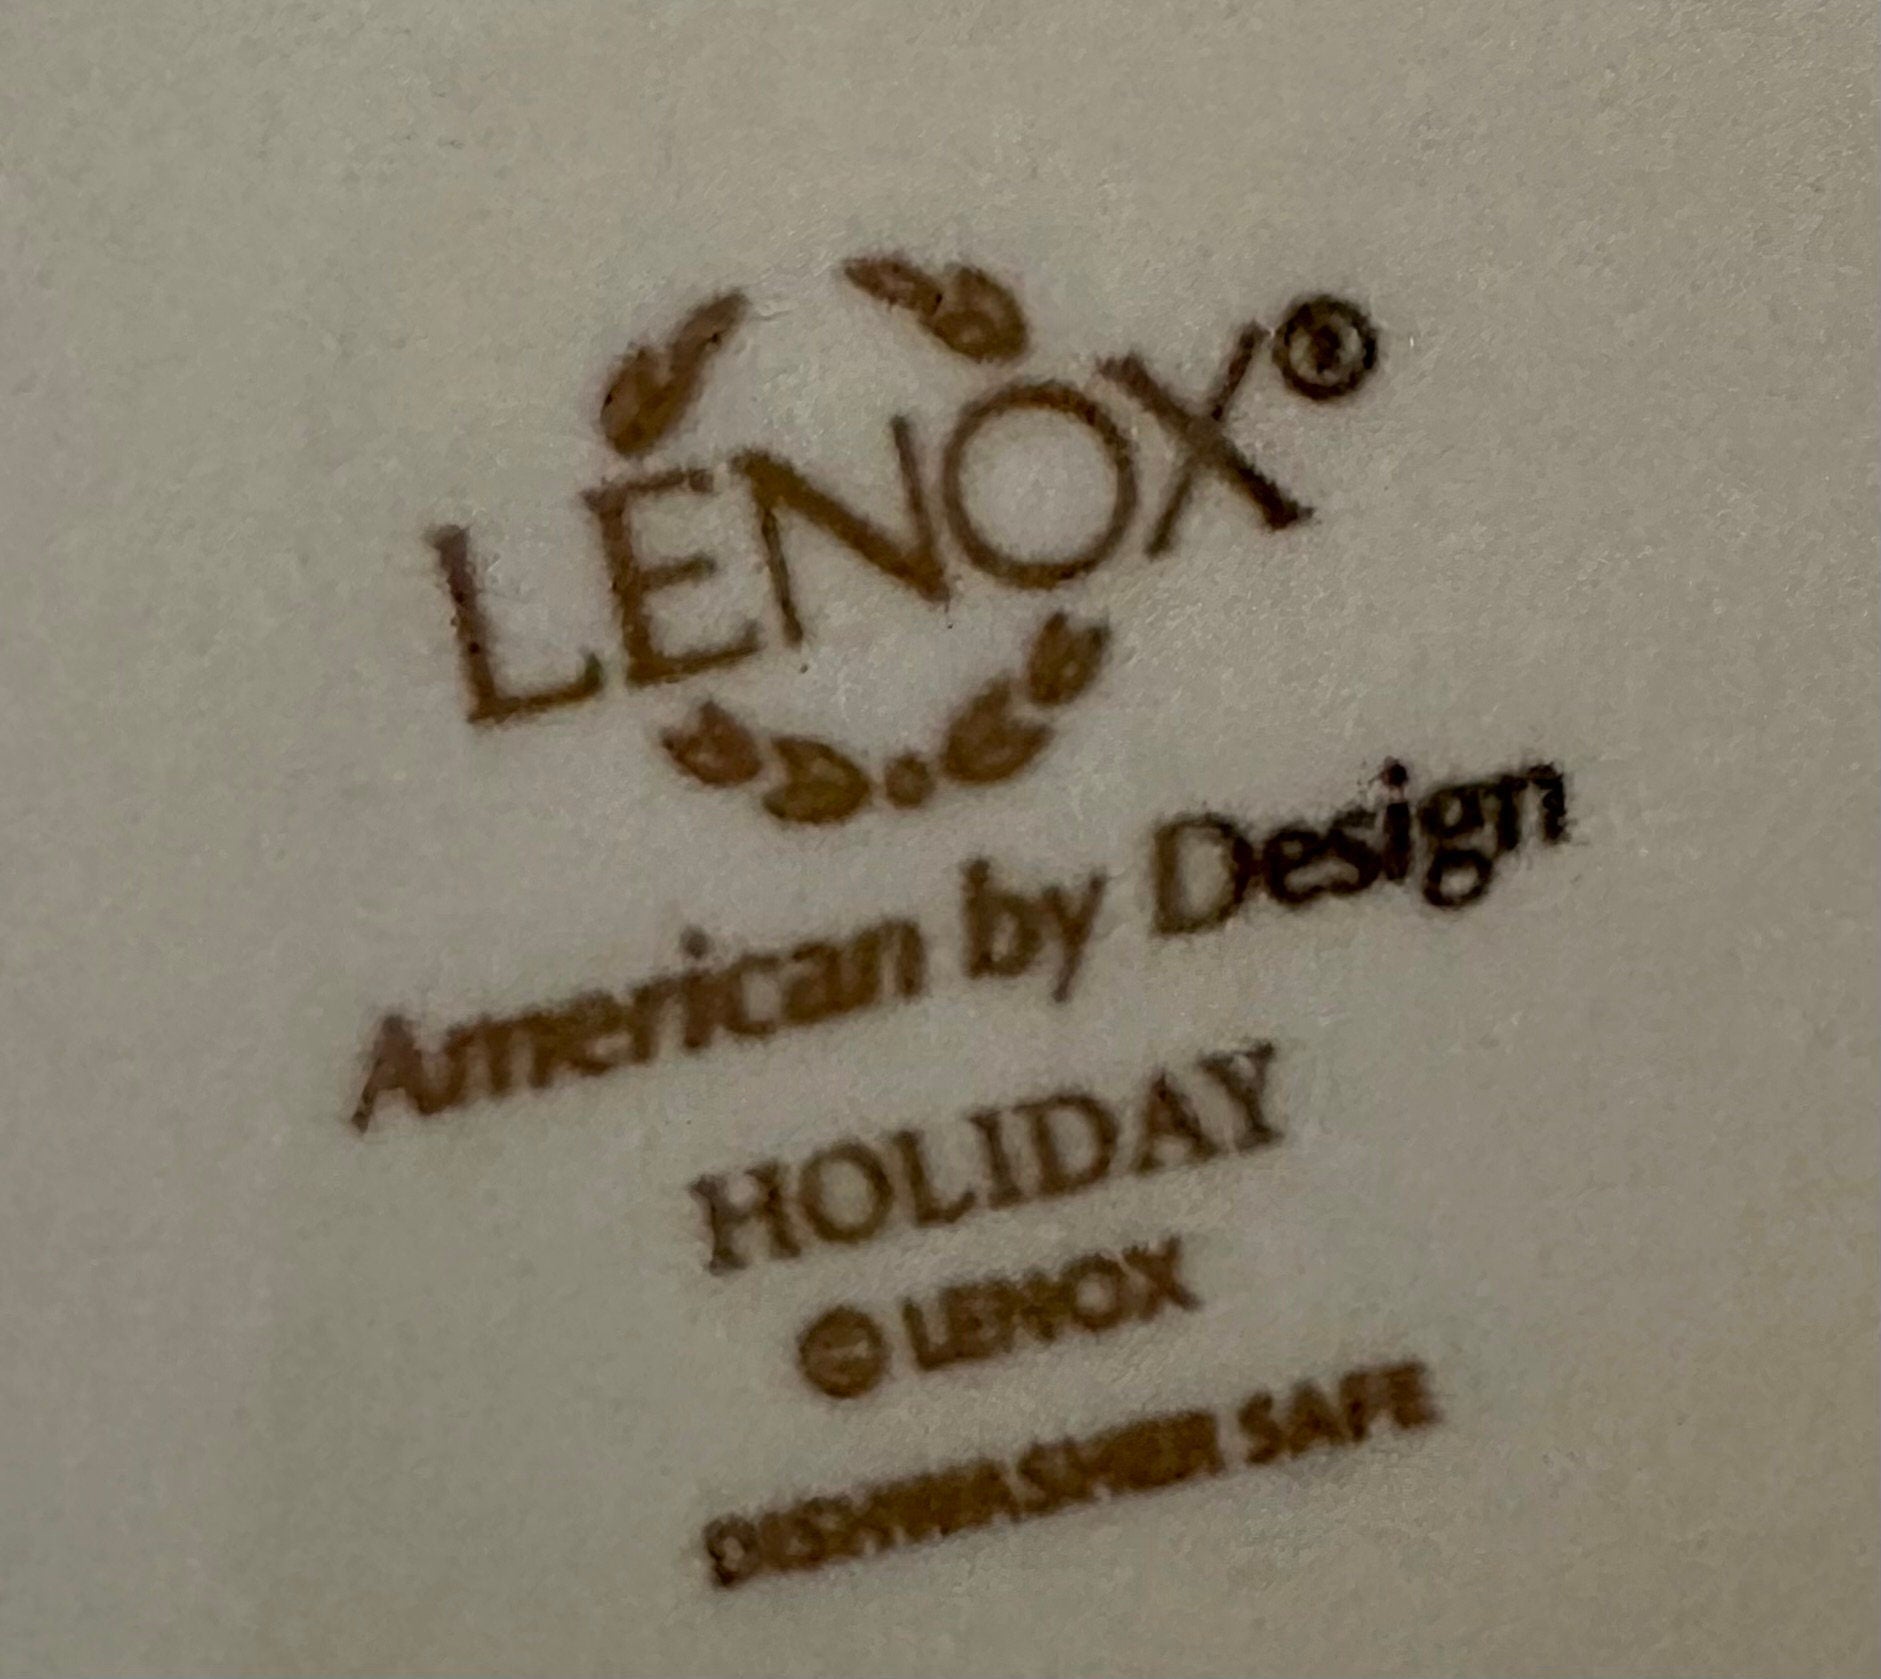 LENOX®
American by Design
HOLIDAY
© LENOX
DISHWASHER SAFE